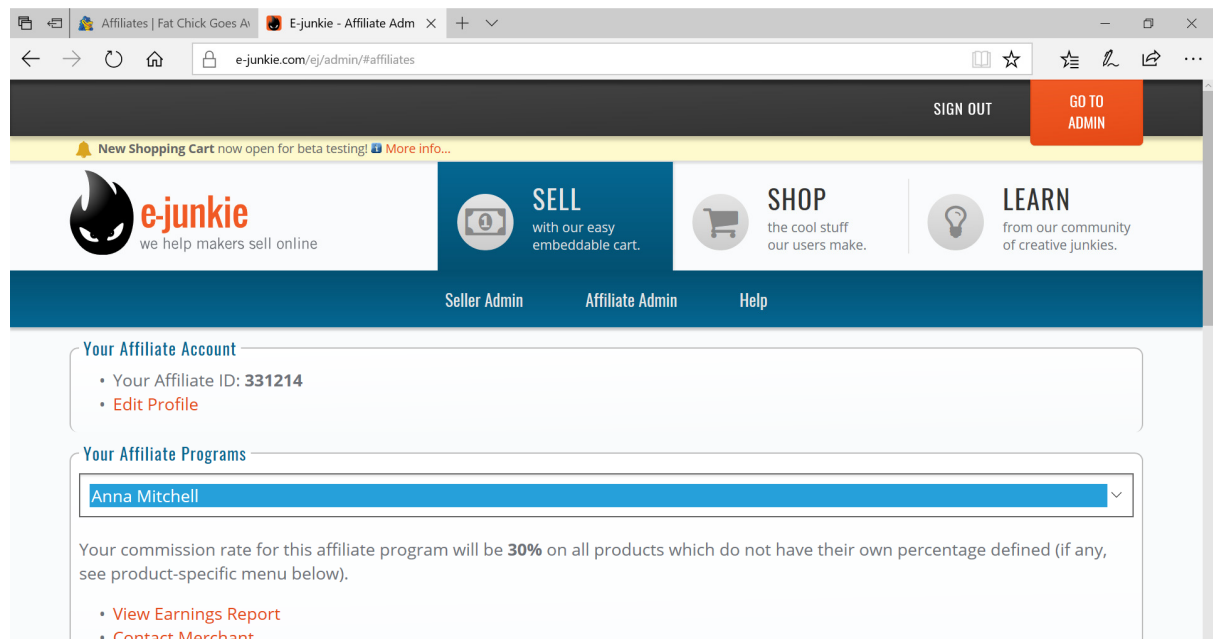 Affiliates | Fat Chick Goes A
E-junkie - Affiliate Adm
e-junkie.com/ej/admin/#affiliates
SIGN OUT
GO TO
ADMIN
New Shopping Cart now open for beta testing! More info...
e-junkie
we help makers sell online
SELL
with our easy
embeddable cart.
SHOP
the cool stuff
our users make.
LEARN
from our community
of creative junkies.
Seller Admin
Affiliate Admin
Help
Your Affiliate Account
• Your Affiliate ID: 331214
• Edit Profile
Your Affiliate Programs
Anna Mitchell
Your commission rate for this affiliate program will be 30% on all products which do not have their own percentage defined (if any,
see product-specific menu below).
• View Earnings Report
• Contact Merchant